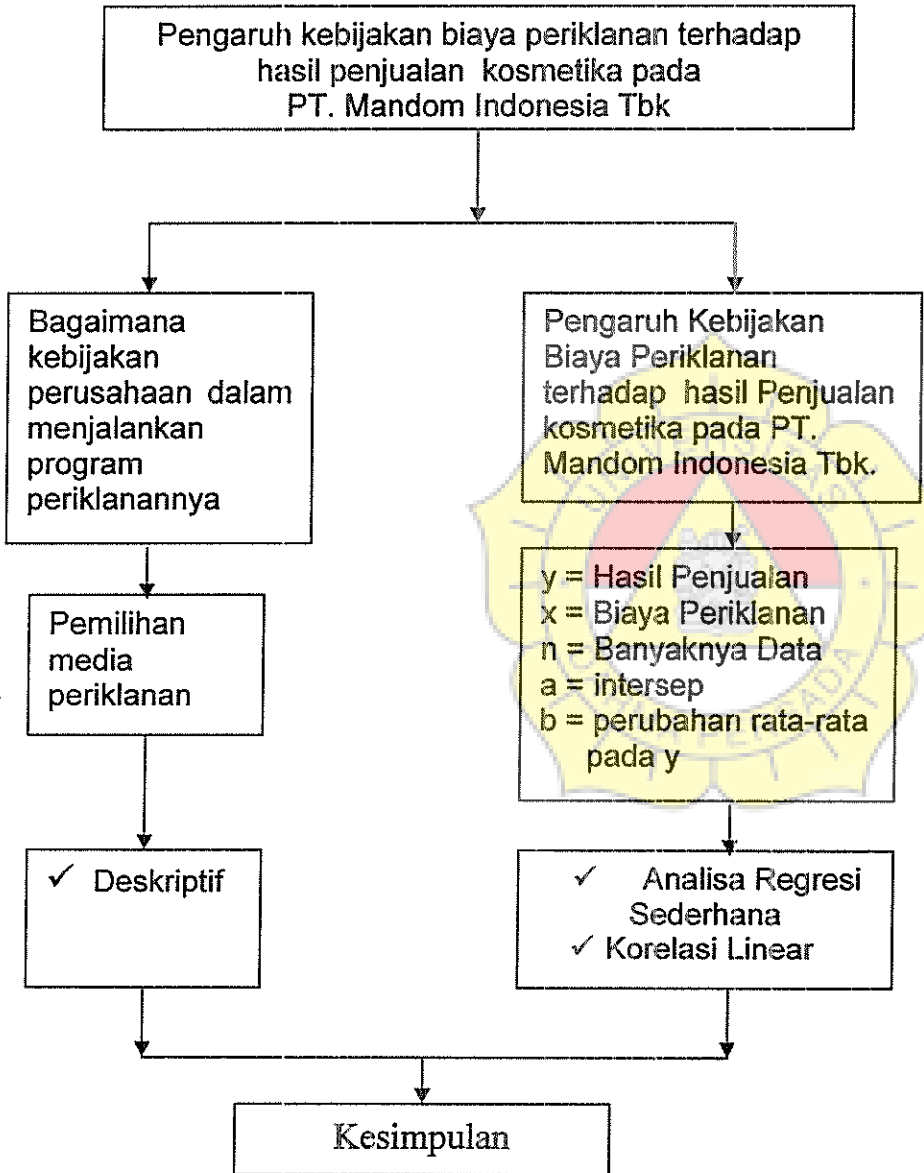 Pengaruh kebijakan biaya periklanan terhadap
hasil penjualan kosmetika pada
PT. Mandom Indonesia Tbk
Bagaimana
kebijakan
perusahaan dalam
menjalankan
program
periklanannya
Pengaruh Kebijakan
Biaya Periklanan
terhadap hasil Penjualan
kosmetika pada PT.
Mandom Indonesia Tbk.
Pemilihan
media
periklanan
y = Hasil Penjualan
x = Biaya Periklanan
n = Banyaknya Data
a = intersep
b = perubahan rata-rata
pada y
✓ Deskriptif
✓ Analisa Regresi
Sederhana
✓ Korelasi Linear
Kesimpulan
UNIVERSITAS
PERSADA